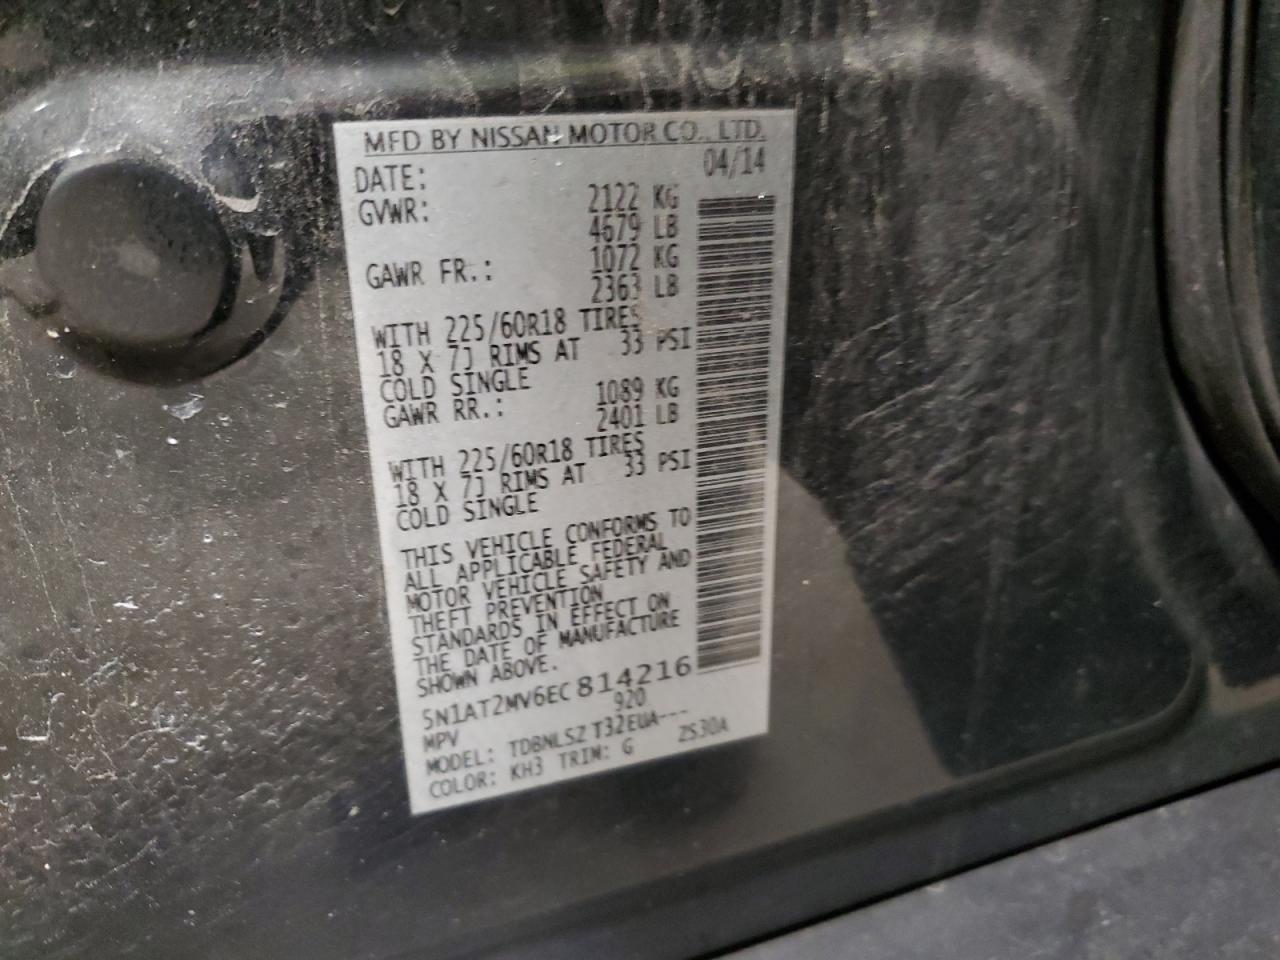 MFD BY NISSAN MOTOR CO., LTD.
DATE: 04/14
GVWR: 2122 KG
4679 LB
GAWR FR.: 1072 KG
2363 LB
WITH 225/60R18 TIRES
18 X 7J RIMS AT 33 PSI
COLD SINGLE
GAWR RR.: 1089 KG
2401 LB
WITH 225/60R18 TIRES
18 X 7J RIMS AT 33 PSI
COLD SINGLE
THIS VEHICLE CONFORMS TO
ALL APPLICABLE FEDERAL
MOTOR VEHICLE SAFETY AND
THEFT PREVENTION
STANDARDS IN EFFECT ON
THE DATE OF MANUFACTURE
SHOWN ABOVE.
5N1AT2MV6EC814216
MPV 920
MODEL: TDBNLSZ T32EUA---
COLOR: KH3 TRIM: G ZS30A